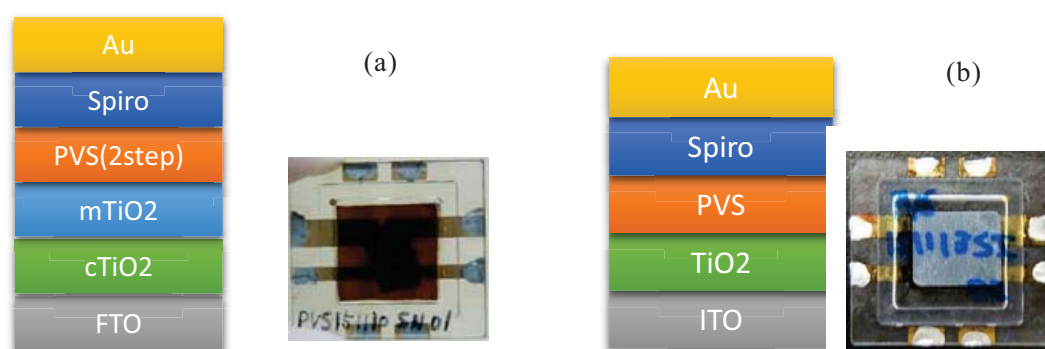 Au
Spiro
PVS(2step)
mTiO2
cTiO2
FTO
(a)
Au
Spiro
PVS
TiO2
ITO
(b)